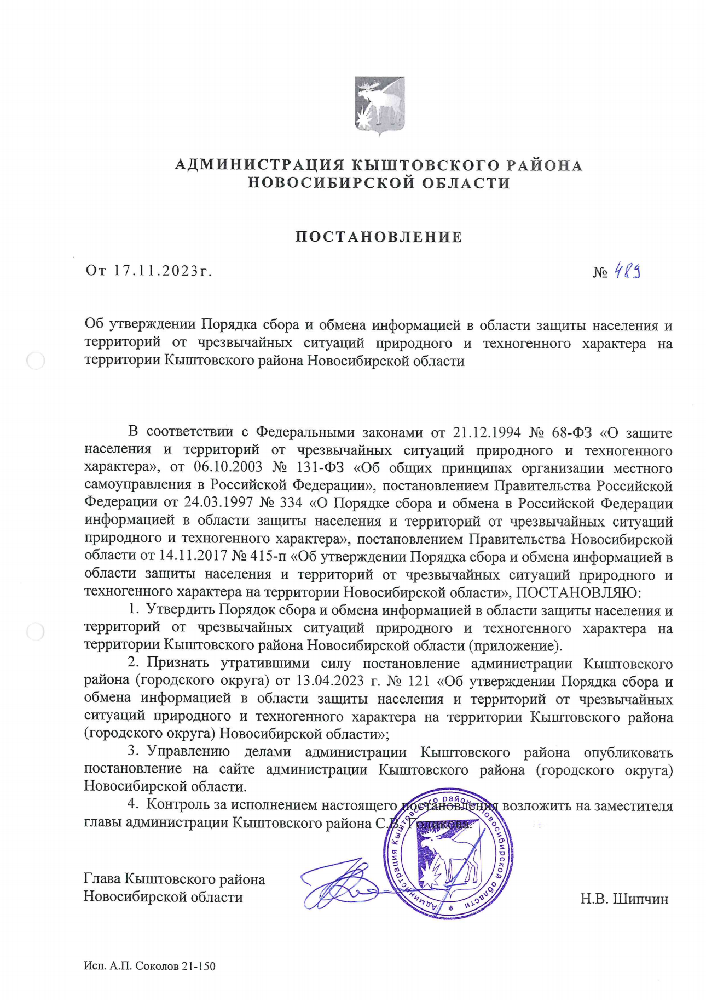 АДМИНИСТРАЦИЯ КЫШТОВСКОГО РАЙОНА
НОВОСИБИРСКОЙ ОБЛАСТИ
ПОСТАНОВЛЕНИЕ
От 17.11.2023г.
№ 489
Об утверждении Порядка сбора и обмена информацией в области защиты населения и
территорий от чрезвычайных ситуаций природного и техногенного характера на
территории Кыштовского района Новосибирской области
В соответствии с Федеральными законами от 21.12.1994 № 68-ФЗ «О защите
населения и территорий от чрезвычайных ситуаций природного и техногенного
характера», от 06.10.2003 № 131-ФЗ «Об общих принципах организации местного
самоуправления в Российской Федерации», постановлением Правительства Российской
Федерации от 24.03.1997 № 334 «О Порядке сбора и обмена в Российской Федерации
информацией в области защиты населения и территорий от чрезвычайных ситуаций
природного и техногенного характера», постановлением Правительства Новосибирской
области от 14.11.2017 № 415-п «Об утверждении Порядка сбора и обмена информацией в
области защиты населения и территорий от чрезвычайных ситуаций природного и
техногенного характера на территории Новосибирской области», ПОСТАНОВЛЯЮ:
1. Утвердить Порядок сбора и обмена информацией в области защиты населения и
территорий от чрезвычайных ситуаций природного и техногенного характера на
территории Кыштовского района Новосибирской области (приложение).
2. Признать утратившими силу постановление администрации Кыштовского
района (городского округа) от 13.04.2023 г. № 121 «Об утверждении Порядка сбора и
обмена информацией в области защиты населения и территорий от чрезвычайных
ситуаций природного и техногенного характера на территории Кыштовского района
(городского округа) Новосибирской области»;
3. Управлению делами администрации Кыштовского района опубликовать
постановление на сайте администрации Кыштовского района (городского округа)
Новосибирской области.
4. Контроль за исполнением настоящего постановления возложить на заместителя
главы администрации Кыштовского района С.В.
Администрация Кыштовского района Новосибирской области *
Глава Кыштовского района
Новосибирской области
Н.В. Шипчин
Исп. А.П. Соколов 21-150